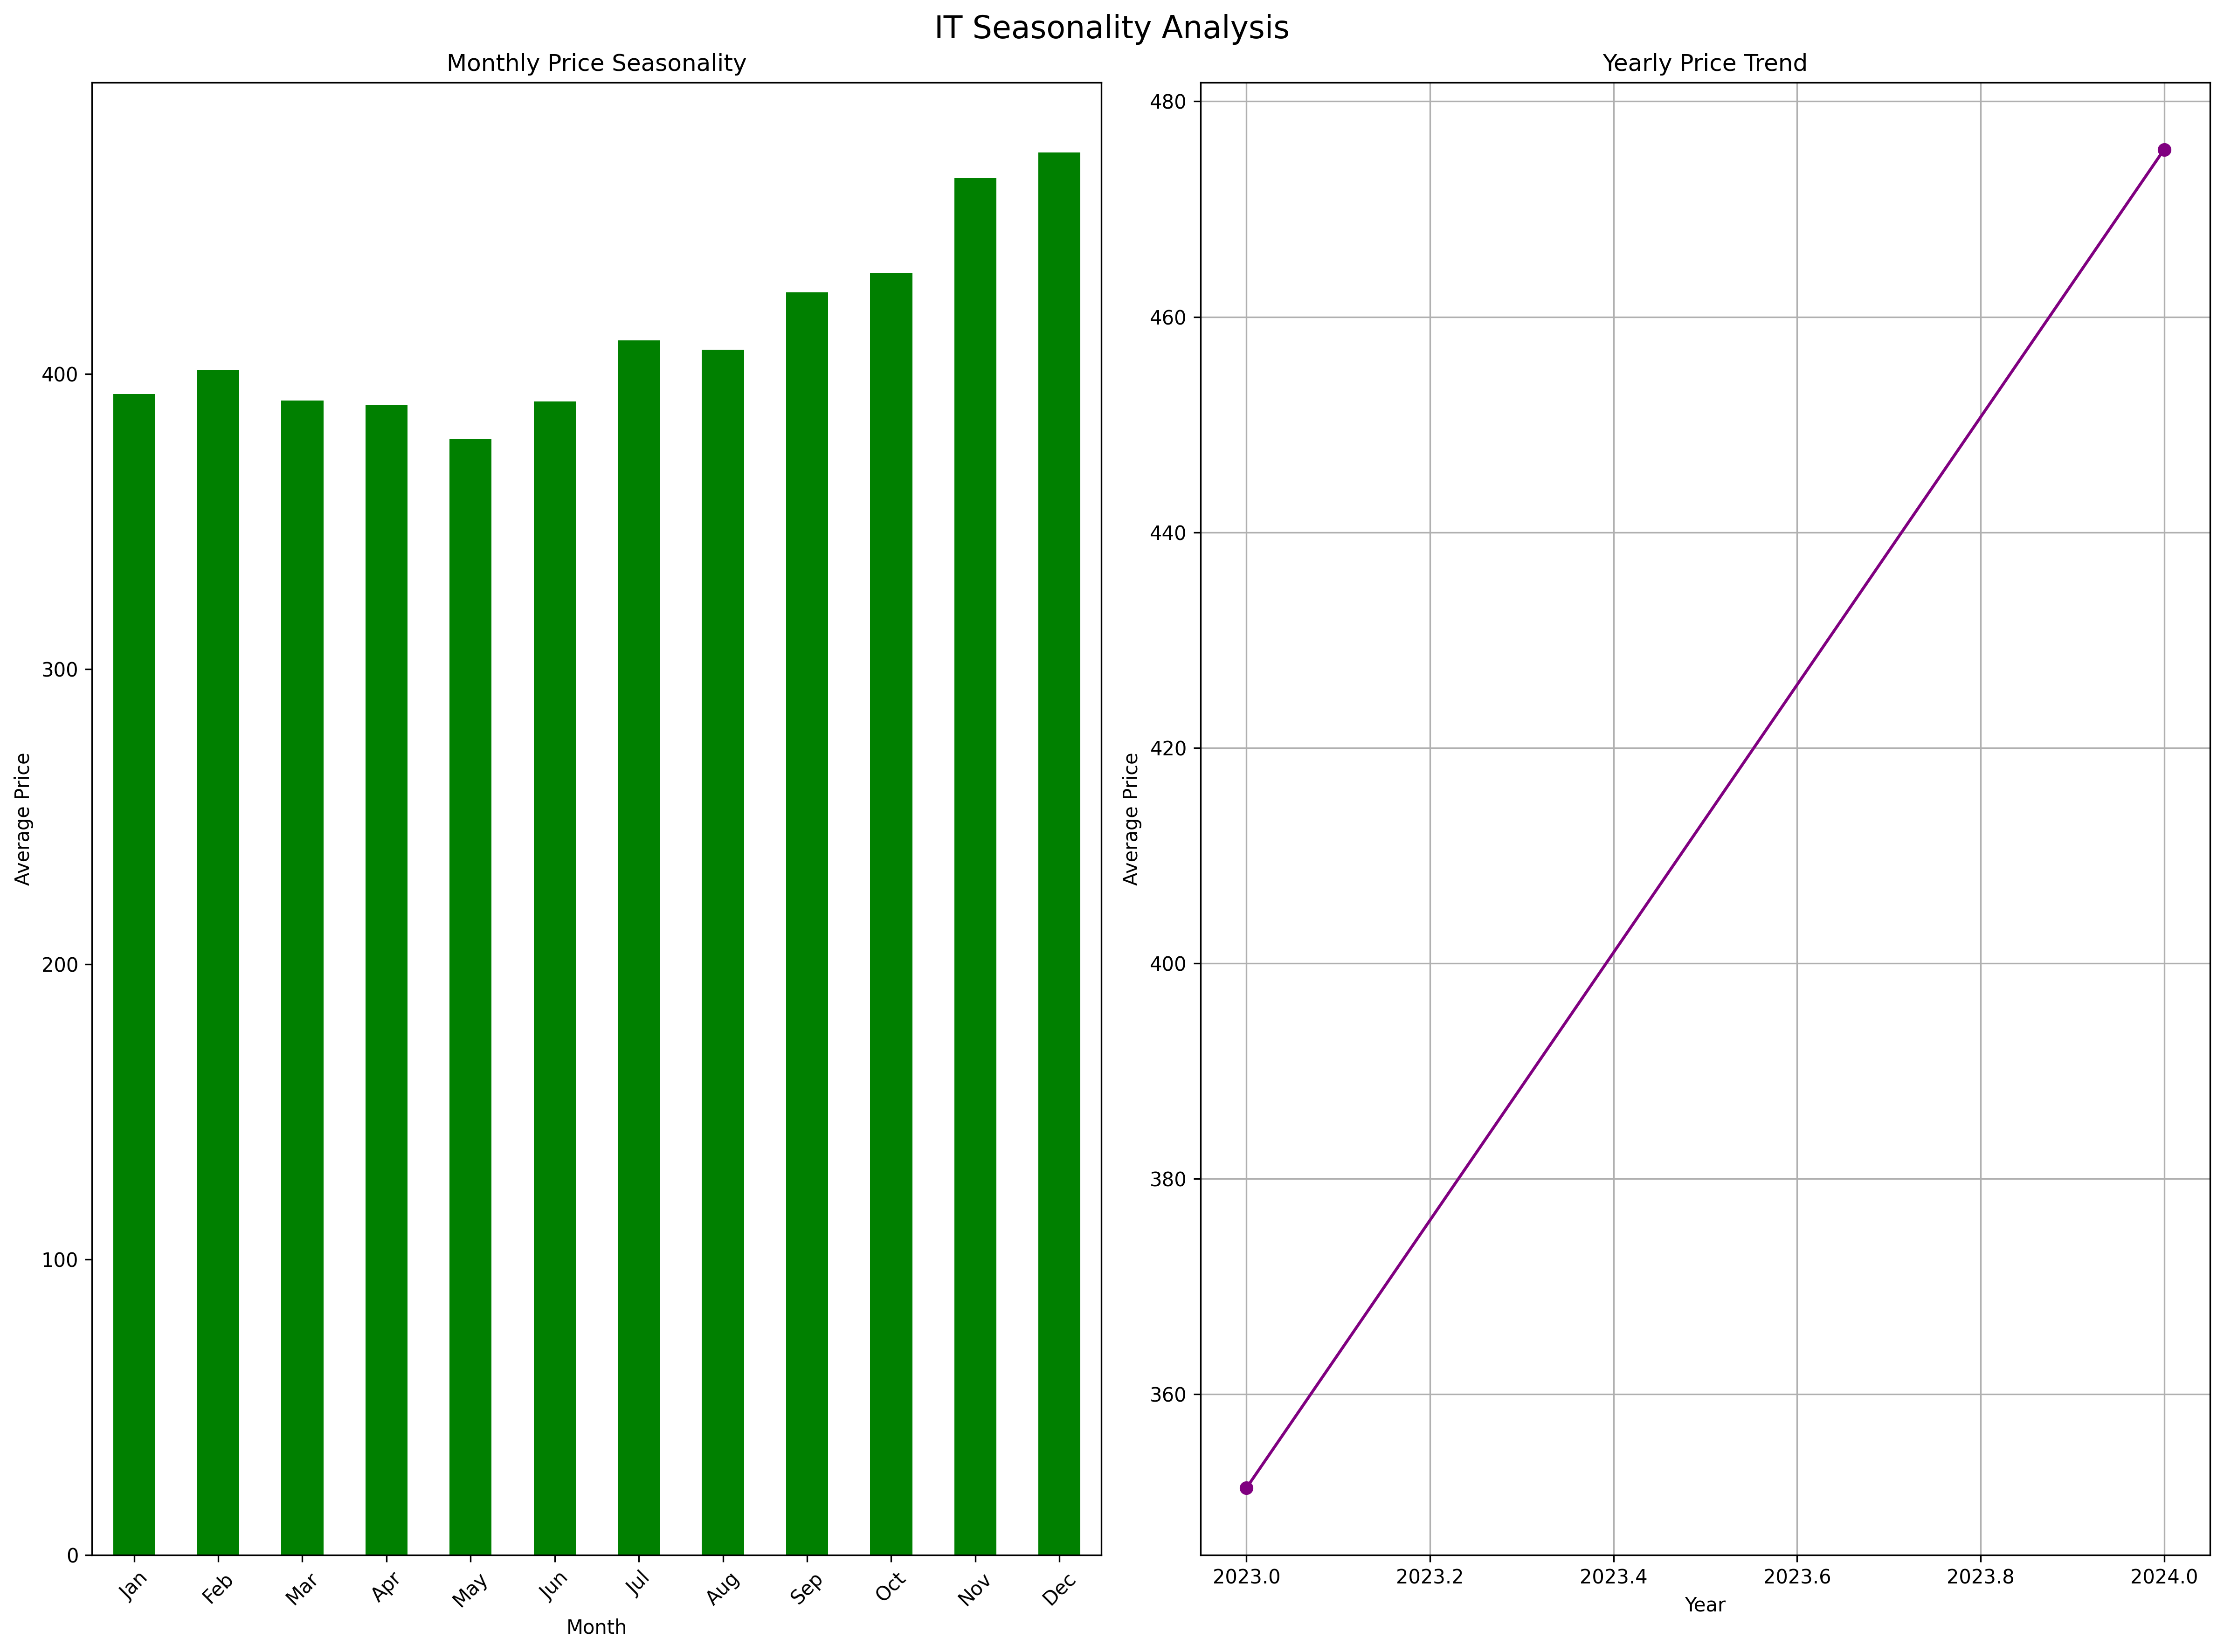 IT Seasonality Analysis
Monthly Price Seasonality
Average Price
400
300
200
100
0
Jan Feb Mar Apr May Jun Jul Aug Sep Oct Nov Dec
Month
Yearly Price Trend
Average Price
480
460
440
420
400
380
360
2023.0 2023.2 2023.4 2023.6 2023.8 2024.0
Year